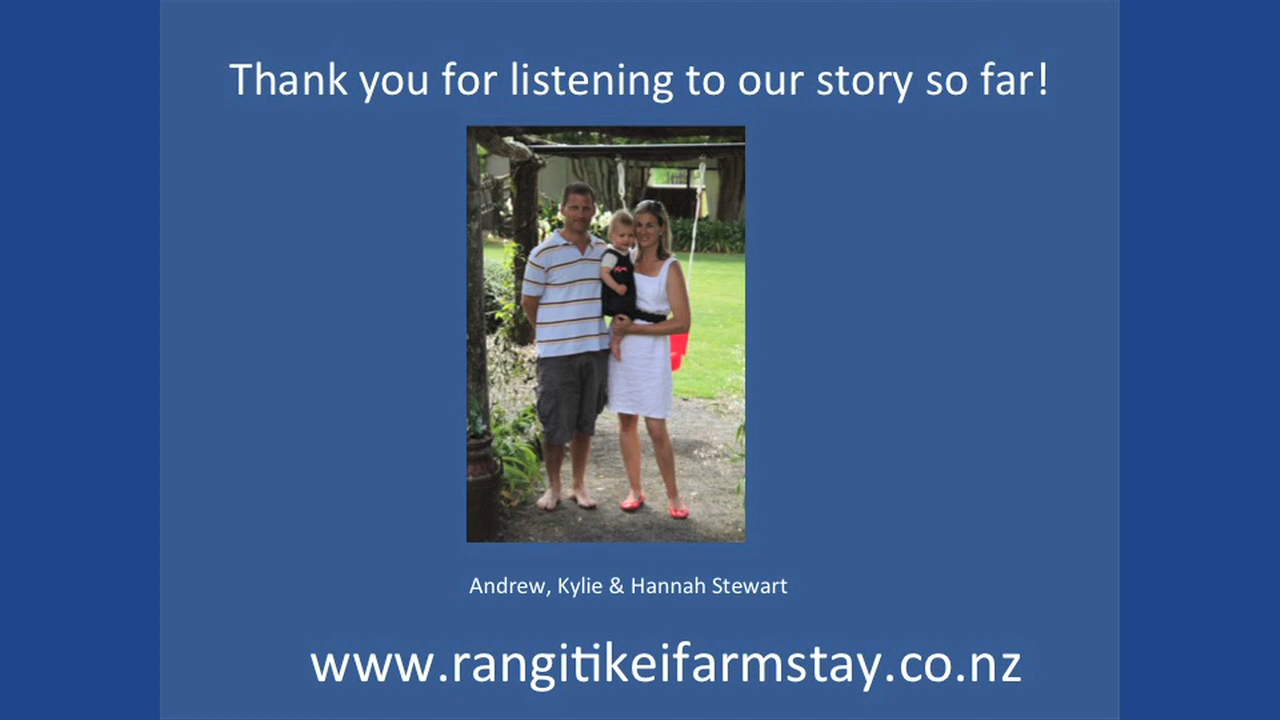 Thank you for listening to our story so far!
Andrew, Kylie & Hannah Stewart
www.rangitikeifarmstay.co.nz